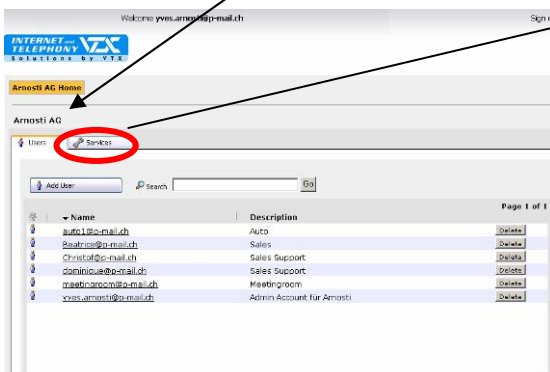 Welcome yves.arnosti@p-mail.ch Sign
INTERNET AND
TELEPHONY VTX
Solutions by VTX
Arnosti AG Home
Arnosti AG
Users Services
Add User Search Go
Page 1 of 1
Name Description
auto1@p-mail.ch Auto Delete
Beatrice@p-mail.ch Sales Delete
Christof@p-mail.ch Sales Support Delete
dominique@p-mail.ch Sales Support Delete
meetingroom@p-mail.ch Meetingroom Delete
yves.arnosti@p-mail.ch Admin Account für Arnosti Delete